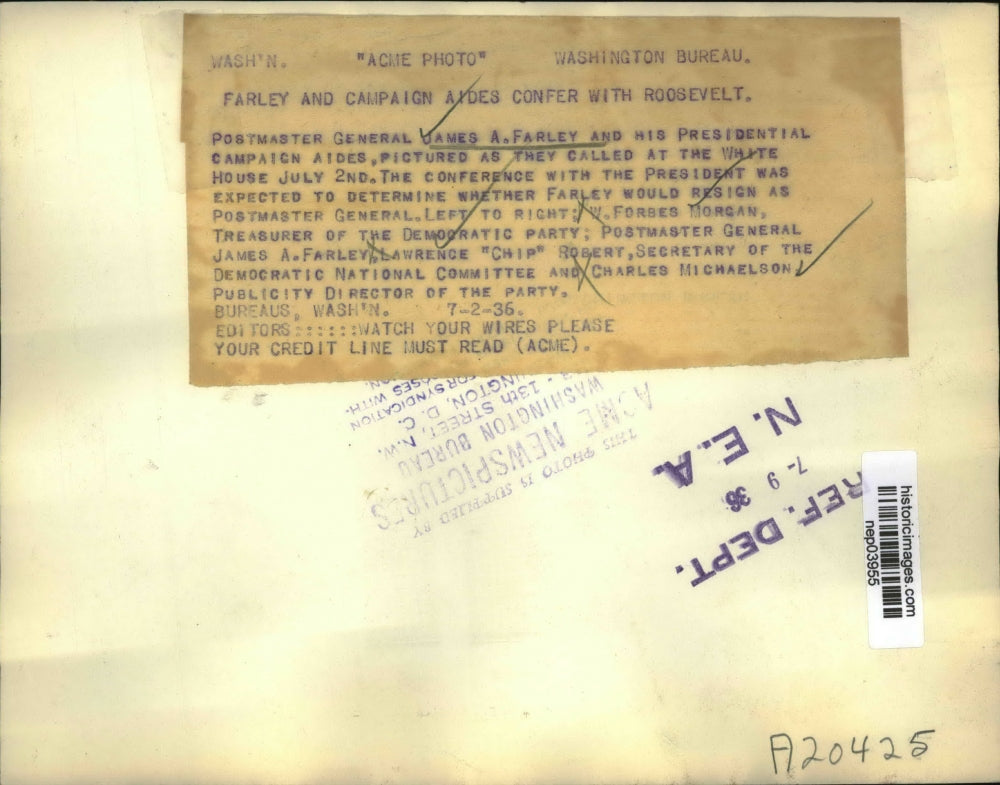 WASH'N. "ACME PHOTO" WASHINGTON BUREAU.
FARLEY AND CAMPAIGN AIDES CONFER WITH ROOSEVELT.
POSTMASTER GENERAL JAMES A.FARLEY AND HIS PRESIDENTIAL
CAMPAIGN AIDES,PICTURED AS THEY CALLED AT THE WHITE
HOUSE JULY 2ND.THE CONFERENCE WITH THE PRESIDENT WAS
EXPECTED TO DETERMINE WHETHER FARLEY WOULD RESIGN AS
POSTMASTER GENERAL.LEFT TO RIGHT; W.FORBES MORGAN,
TREASURER OF THE DEMOCRATIC PARTY; POSTMASTER GENERAL
JAMES A.FARLEY;LAWRENCE "CHIP" ROBERT,SECRETARY OF THE
DEMOCRATIC NATIONAL COMMITTEE AND CHARLES MICHAELSON,
PUBLICITY DIRECTOR OF THE PARTY.
BUREAUS, WASH'N. 7-2-36.
EDITORS::::::WATCH YOUR WIRES PLEASE
YOUR CREDIT LINE MUST READ (ACME).
THIS PHOTO IS SUPPLIED BY
ACME NEWSPICTURES
WASHINGTON BUREAU
13th STREET, N.W.
INGTON, D. C.
FOR SYNDICATION
ASES WITH.
N. E. A.
7- 9 36
REF. DEPT.
historicimages.com
nep03955
A20425